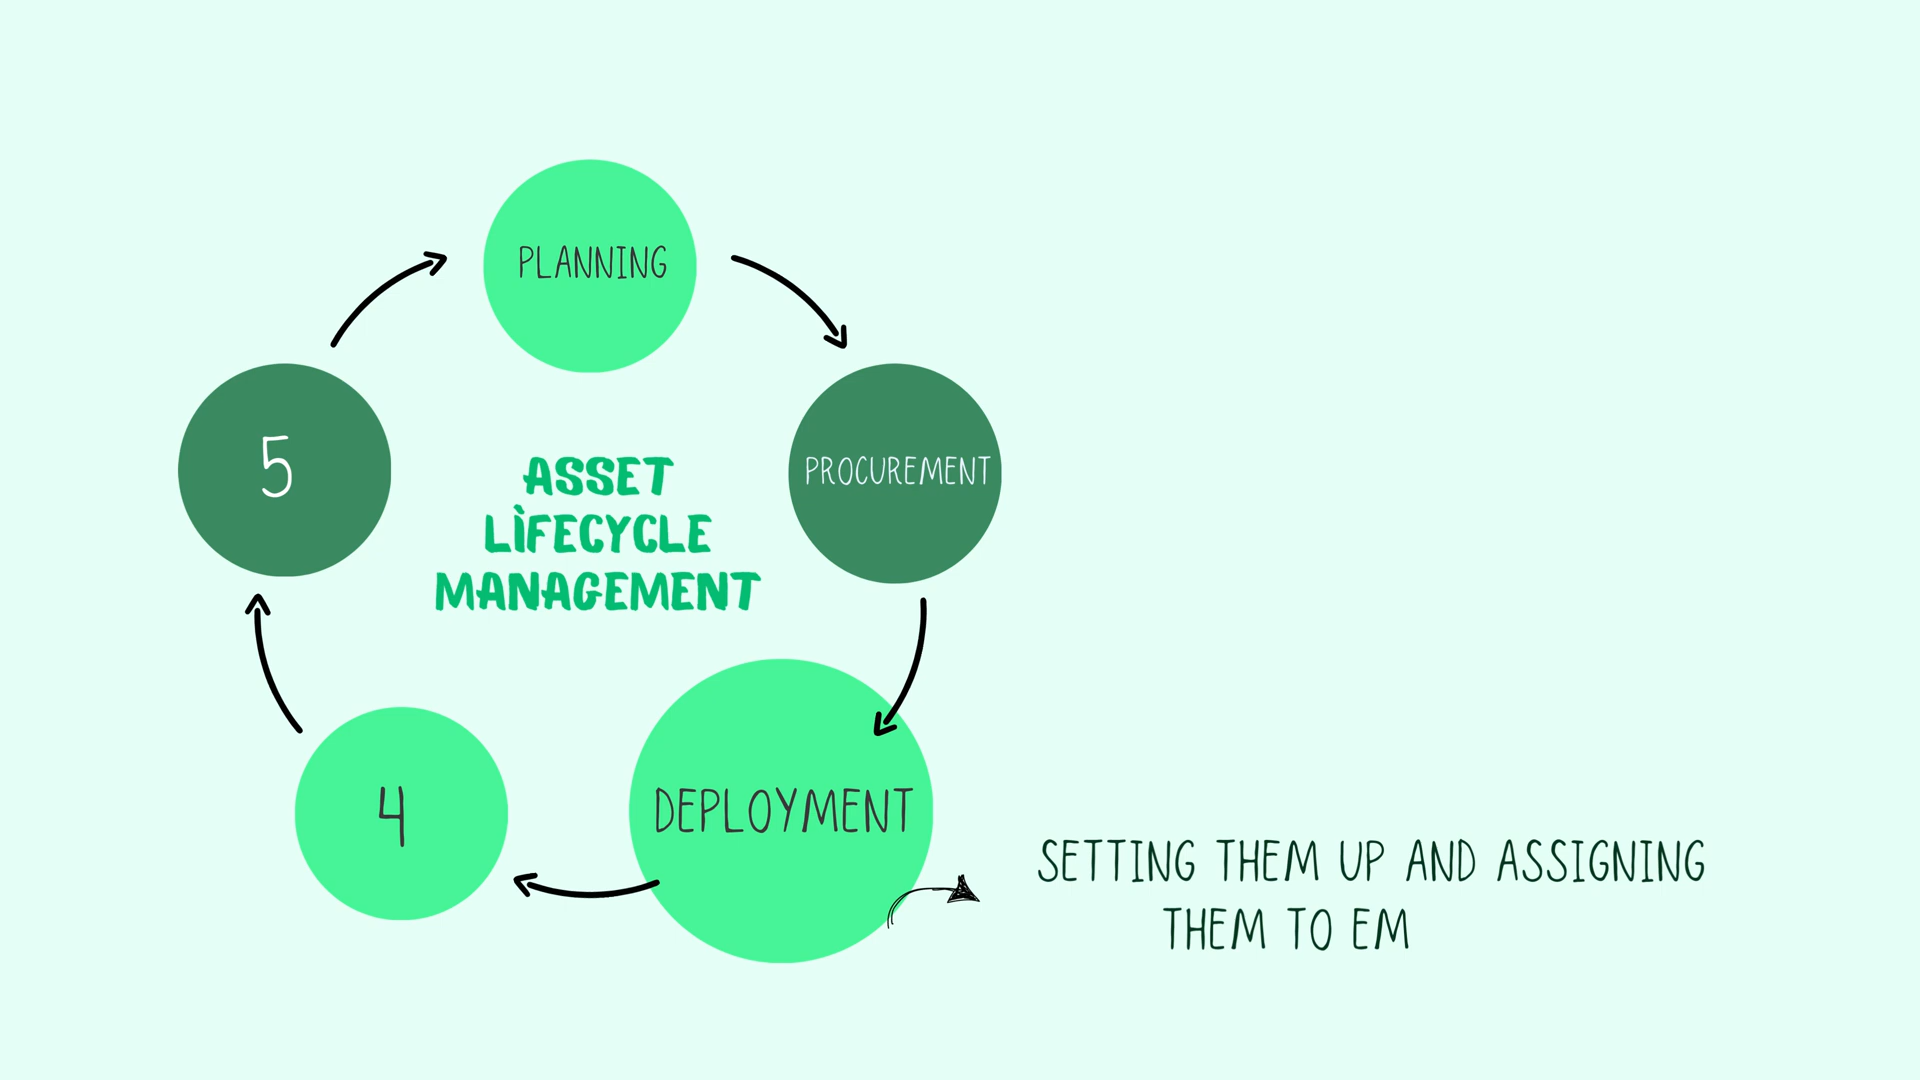 PLANNING
PROCUREMENT
5
ASSET
LIFECYCLE
MANAGEMENT
DEPLOYMENT
4
SETTING THEM UP AND ASSIGNING
THEM TO EM